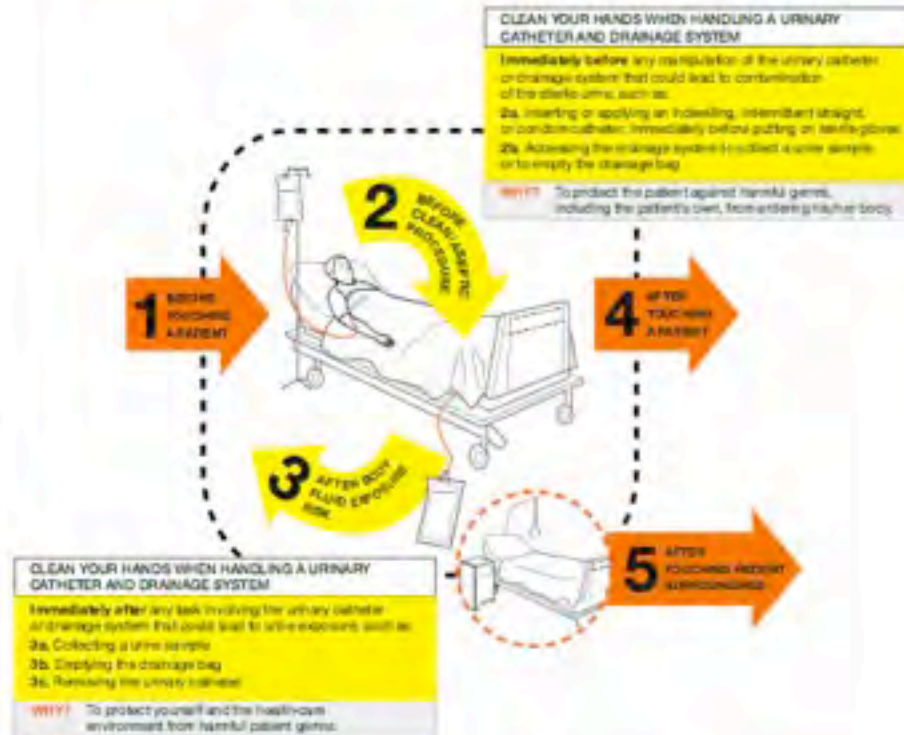 CLEAN YOUR HANDS WHEN HANDLING A URINARY
CATHETER AND DRAINAGE SYSTEM
Immediately before any manipulation of the urinary catheter
or drainage system that could lead to contamination
of the sterile urine, such as:
2a. Inserting or applying an indwelling, intermittent straight,
or condom catheter, immediately before putting on sterile gloves
2b. Accessing the drainage system to collect a urine sample
or to empty the drainage bag
WHY? To protect the patient against harmful germs,
including the patient's own, from entering his/her body.
1
BEFORE
TOUCHING
A PATIENT
2
BEFORE
CLEAN/ASEPTIC
PROCEDURE
4
AFTER
TOUCHING
A PATIENT
3
AFTER BODY
FLUID EXPOSURE
RISK
5
AFTER
TOUCHING PATIENT
SURROUNDINGS
CLEAN YOUR HANDS WHEN HANDLING A URINARY
CATHETER AND DRAINAGE SYSTEM
Immediately after any task involving the urinary catheter
or drainage system that could lead to urine exposure, such as:
3a. Collecting a urine sample
3b. Emptying the drainage bag
3c. Removing the urinary catheter
WHY? To protect yourself and the health-care
environment from harmful patient germs.